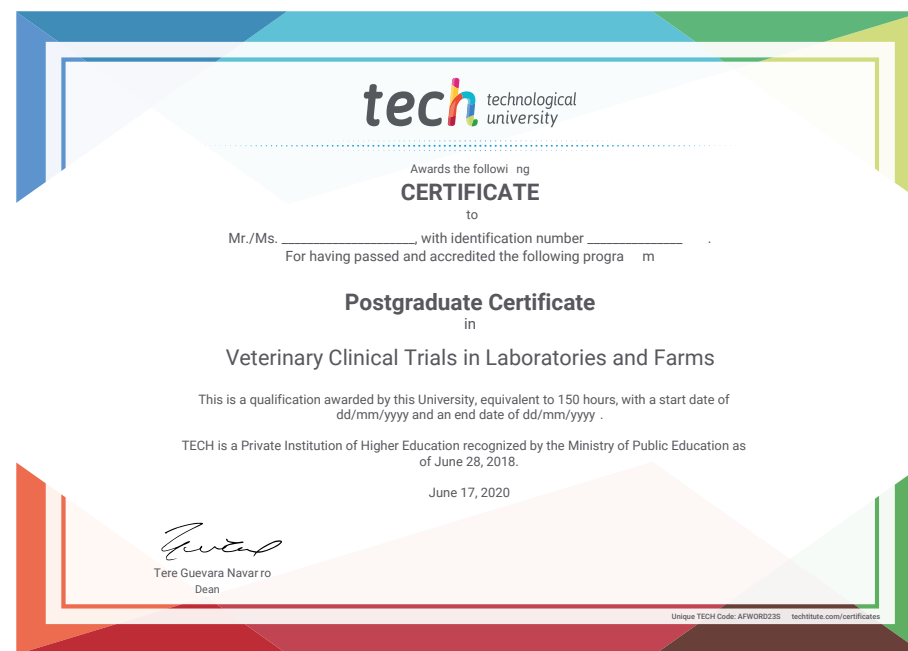 tech technological
university
Awards the followi ng
CERTIFICATE
to
Mr./Ms. _____________________, with identification number _______________ .
For having passed and accredited the following progra m
Postgraduate Certificate
in
Veterinary Clinical Trials in Laboratories and Farms
This is a qualification awarded by this University, equivalent to 150 hours, with a start date of
dd/mm/yyyy and an end date of dd/mm/yyyy .
TECH is a Private Institution of Higher Education recognized by the Ministry of Public Education as
of June 28, 2018.
June 17, 2020
Tere Guevara Navar ro
Dean
Unique TECH Code: AFWORD23S techtitute.com/certificates